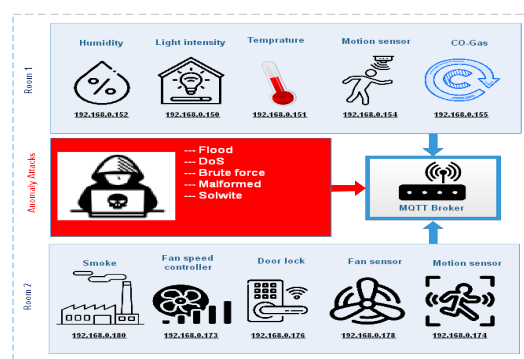 Room 1
Humidity
Light intensity
Temprature
Motion sensor
CO-Gas
192.168.0.152
192.168.0.150
192.168.0.151
192.168.0.154
192.168.0.155
Anomaly Attacks
--- Flood
--- DoS
--- Brute force
--- Malformed
--- Solwite
MQTT Broker
Room 2
Smoke
Fan speed
controller
Door lock
Fan sensor
Motion sensor
192.168.0.180
192.168.0.173
192.168.0.176
192.168.0.178
192.168.0.174